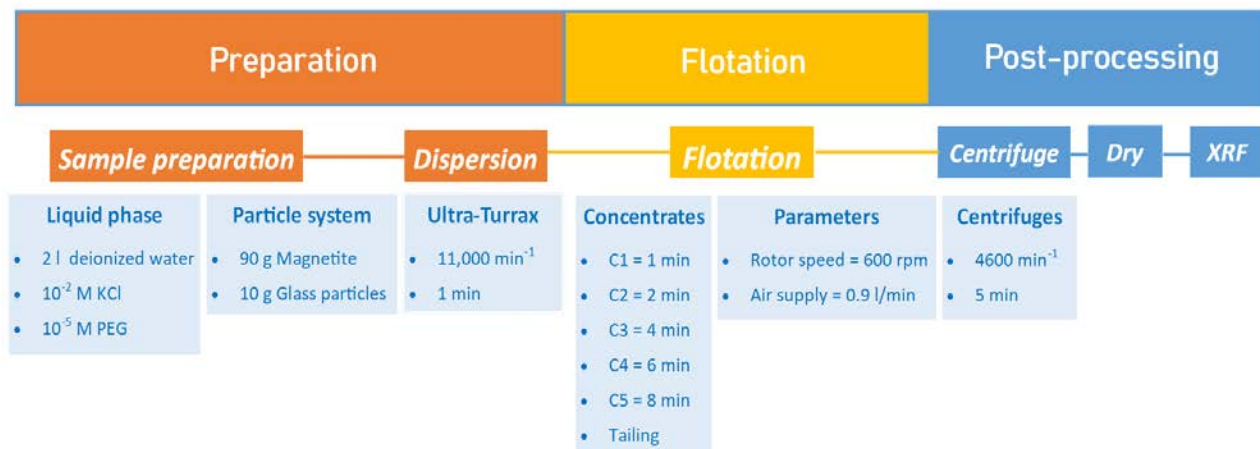 Preparation
Flotation
Post-processing
Sample preparation
Dispersion
Flotation
Centrifuge
Dry
XRF
Liquid phase
• 2 l deionized water
• 10⁻² M KCl
• 10⁻⁵ M PEG
Particle system
• 90 g Magnetite
• 10 g Glass particles
Ultra-Turrax
• 11,000 min⁻¹
• 1 min
Concentrates
• C1 = 1 min
• C2 = 2 min
• C3 = 4 min
• C4 = 6 min
• C5 = 8 min
• Tailing
Parameters
• Rotor speed = 600 rpm
• Air supply = 0.9 l/min
Centrifuges
• 4600 min⁻¹
• 5 min